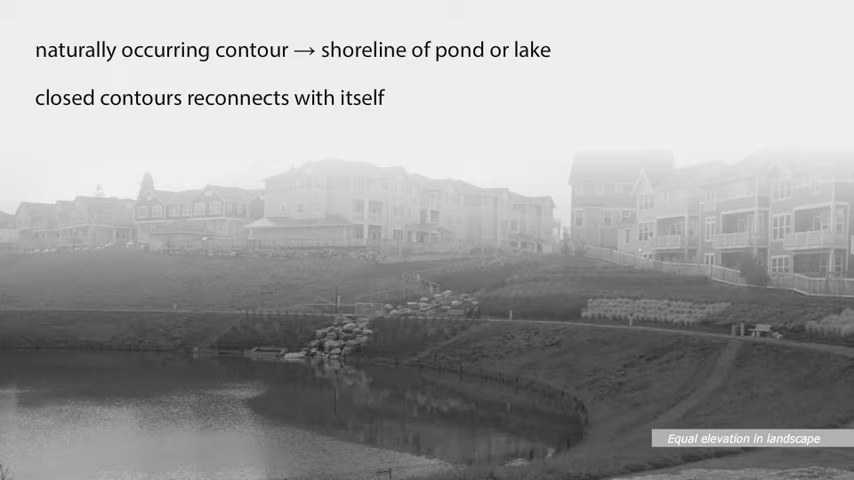 naturally occurring contour → shoreline of pond or lake
closed contours reconnects with itself
Equal elevation in landscape